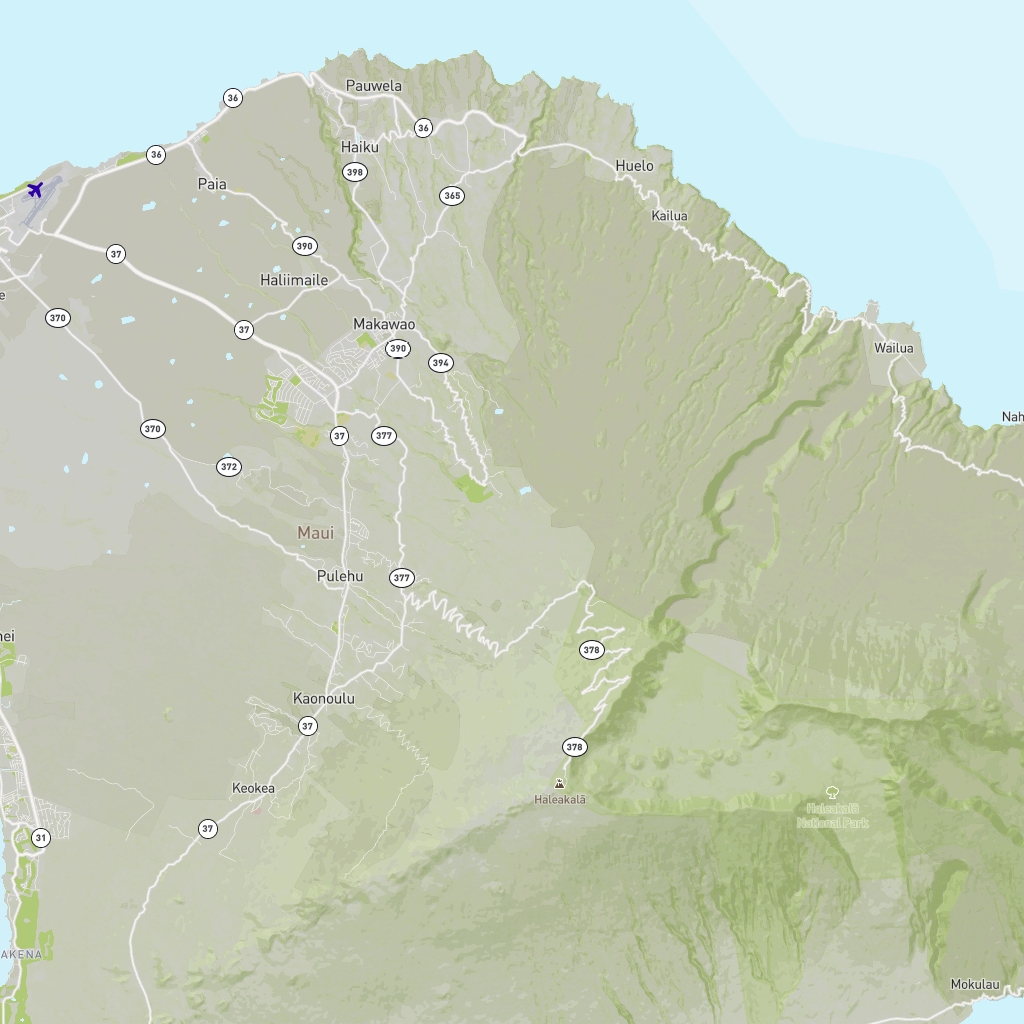 Pauwela
36
36
36
Haiku
398
Huelo
Paia
365
Kailua
390
37
Haliimaile
370
37
Makawao
390
Wailua
394
Nah
370
37
377
372
Maui
Pulehu
377
378
Kaonoulu
37
378
Keokea
Haleakalā
Haleakalā
National Park
37
31
AKENA
Mokulau